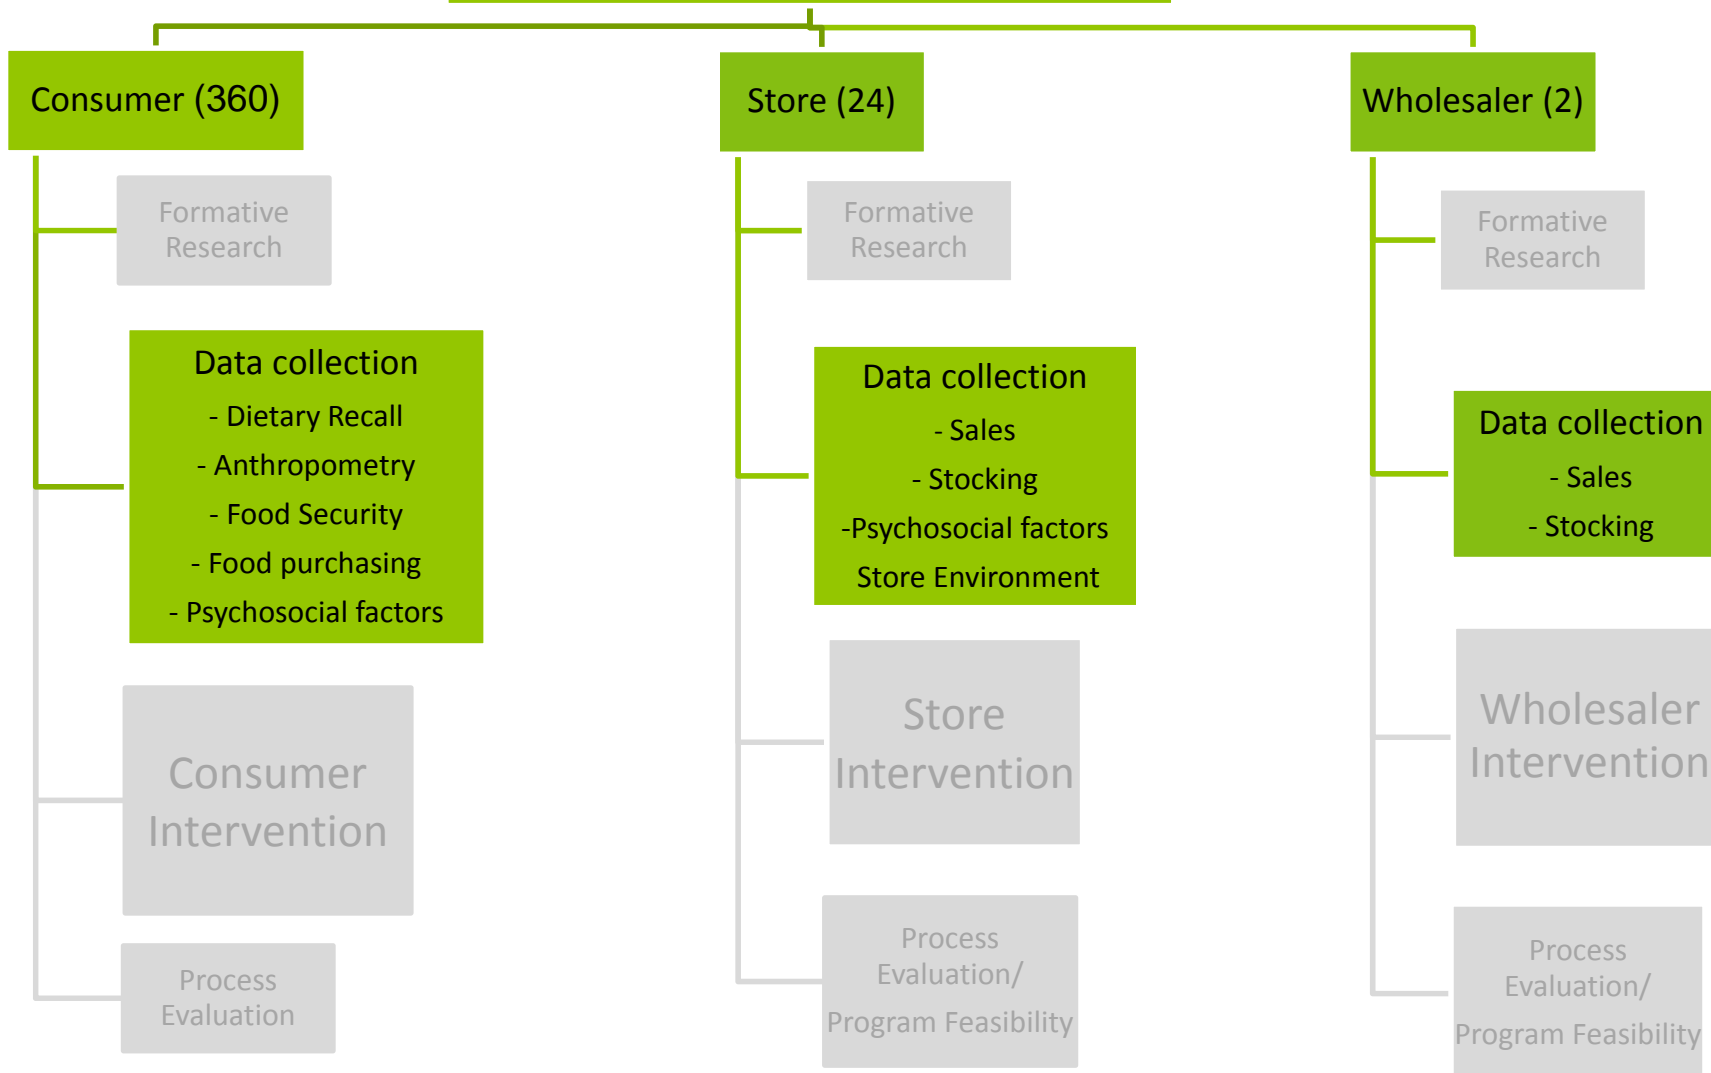 Consumer (360)
Formative
Research
Data collection
- Dietary Recall
- Anthropometry
- Food Security
- Food purchasing
- Psychosocial factors
Consumer
Intervention
Process
Evaluation
Store (24)
Formative
Research
Data collection
- Sales
- Stocking
-Psychosocial factors
Store Environment
Store
Intervention
Process
Evaluation/
Program Feasibility
Wholesaler (2)
Formative
Research
Data collection
- Sales
- Stocking
Wholesaler
Intervention
Process
Evaluation/
Program Feasibility